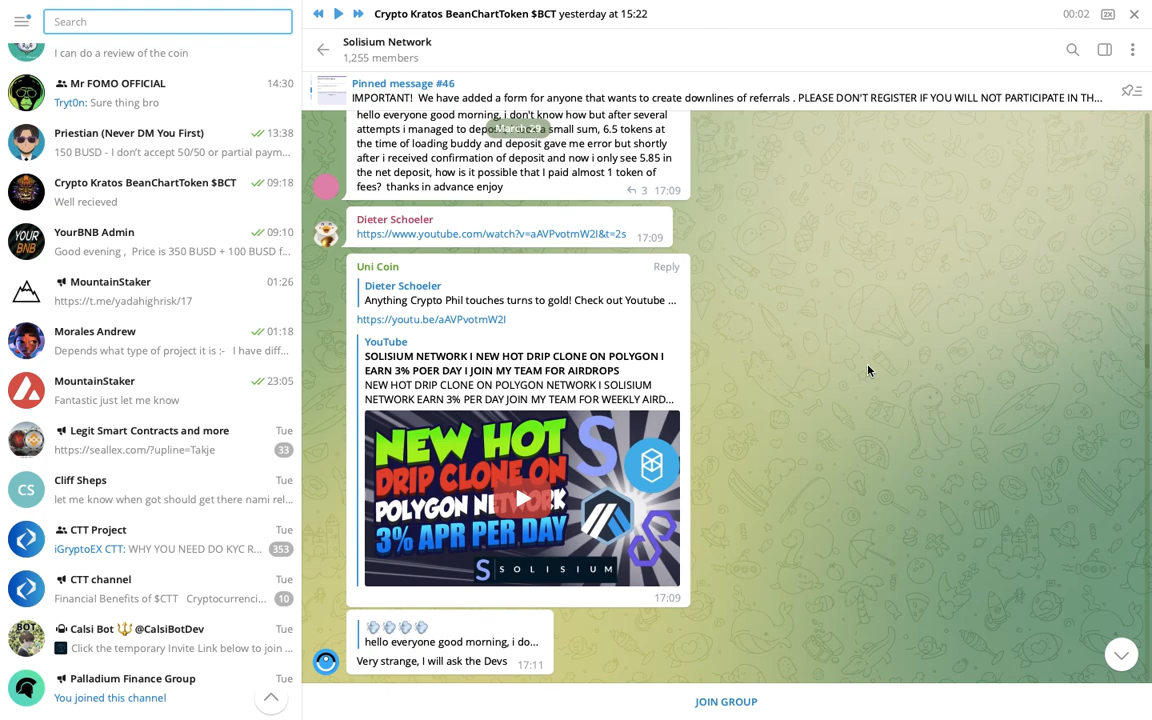 Crypto Kratos BeanChartToken $BCT yesterday at 15:22
00:02
2X
Search
I can do a review of the coin
Mr FOMO OFFICIAL
14:30
Tryt0n: Sure thing bro
Priestian (Never DM You First)
13:38
150 BUSD - I don't accept 50/50 or partial paym...
Crypto Kratos BeanChartToken $BCT
09:18
Well recieved
YOUR BNB
YourBNB Admin
09:10
Good evening , Price is 350 BUSD + 100 BUSD f...
MountainStaker
01:26
https://t.me/yadahighrisk/17
Morales Andrew
01:18
Depends what type of project it is :- I have diff...
MountainStaker
23:05
Fantastic just let me know
Legit Smart Contracts and more
Tue
https://seallex.com/?upline=Takje
33
CS
Cliff Sheps
Tue
let me know when got should get there nami rel...
CTT Project
Tue
iGryptoEX CTT: WHY YOU NEED DO KYC R...
353
CTT channel
Tue
Financial Benefits of $CTT Cryptocurrenci...
10
BOT
Calsi Bot 🔱 @CalsiBotDev
Tue
Click the temporary Invite Link below to join ...
Palladium Finance Group
Tue
You joined this channel
Solisium Network
1,255 members
Pinned message #46
IMPORTANT! We have added a form for anyone that wants to create downlines of referrals . PLEASE DON'T REGISTER IF YOU WILL NOT PARTICIPATE IN TH...
March 29
hello everyone good morning, i don't know how but after several
attempts i managed to small sum, 6.5 tokens at
the time of loading buddy and deposit gave me error but shortly
after i received confirmation of deposit and now i only see 5.85 in
the net deposit, how is it possible that I paid almost 1 token of
fees? thanks in advance enjoy
3 17:09
Dieter Schoeler
https://www.youtube.com/watch?v=aAVPvotmW2I&t=2s
17:09
Uni Coin
Reply
Dieter Schoeler
Anything Crypto Phil touches turns to gold! Check out Youtube ...
https://youtu.be/aAVPvotmW2I
YouTube
SOLISIUM NETWORK I NEW HOT DRIP CLONE ON POLYGON I
EARN 3% POER DAY I JOIN MY TEAM FOR AIRDROPS
NEW HOT DRIP CLONE ON POLYGON NETWORK I SOLISIUM
NETWORK EARN 3% PER DAY JOIN MY TEAM FOR WEEKLY AIRD...
NEW HOT
DRIP CLONE ON
POLYGON NETWORK
3% APR PER DAY
SOLISIUM
17:09
hello everyone good morning, i do...
Very strange, I will ask the Devs
17:11
JOIN GROUP